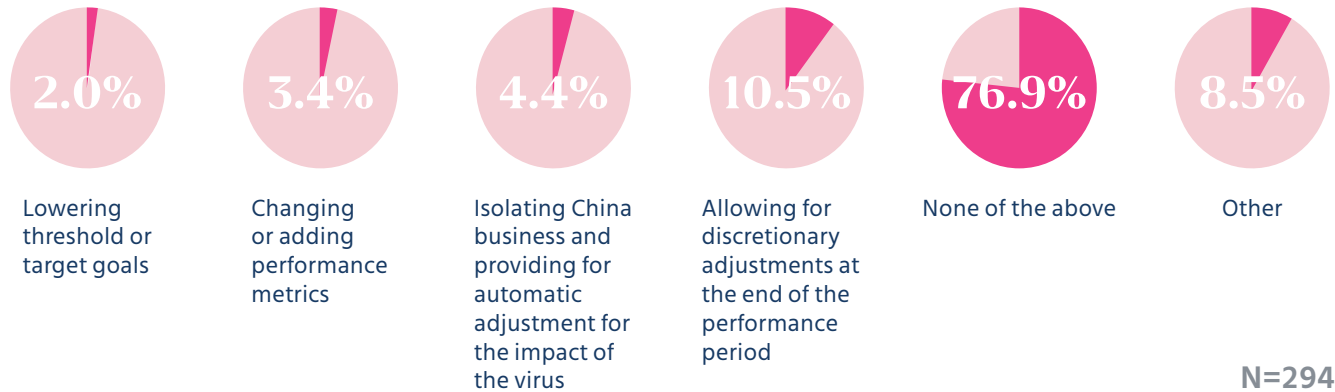 2.0%
3.4%
4.4%
10.5%
76.9%
8.5%
Lowering
threshold or
target goals
Changing
or adding
performance
metrics
Isolating China
business and
providing for
automatic
adjustment for
the impact of
the virus
Allowing for
discretionary
adjustments at
the end of the
performance
period
None of the above
Other
N=294